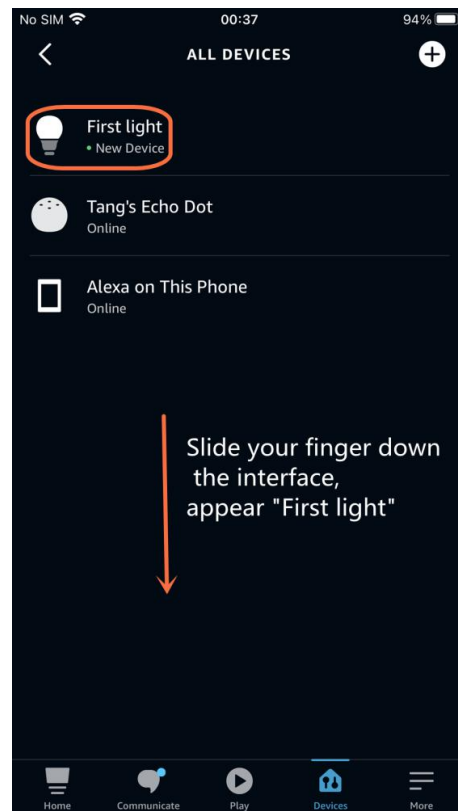 No SIM 00:37 94%
ALL DEVICES
First light
• New Device
Tang's Echo Dot
Online
Alexa on This Phone
Online
Slide your finger down
the interface,
appear "First light"
Home Communicate Play Devices More